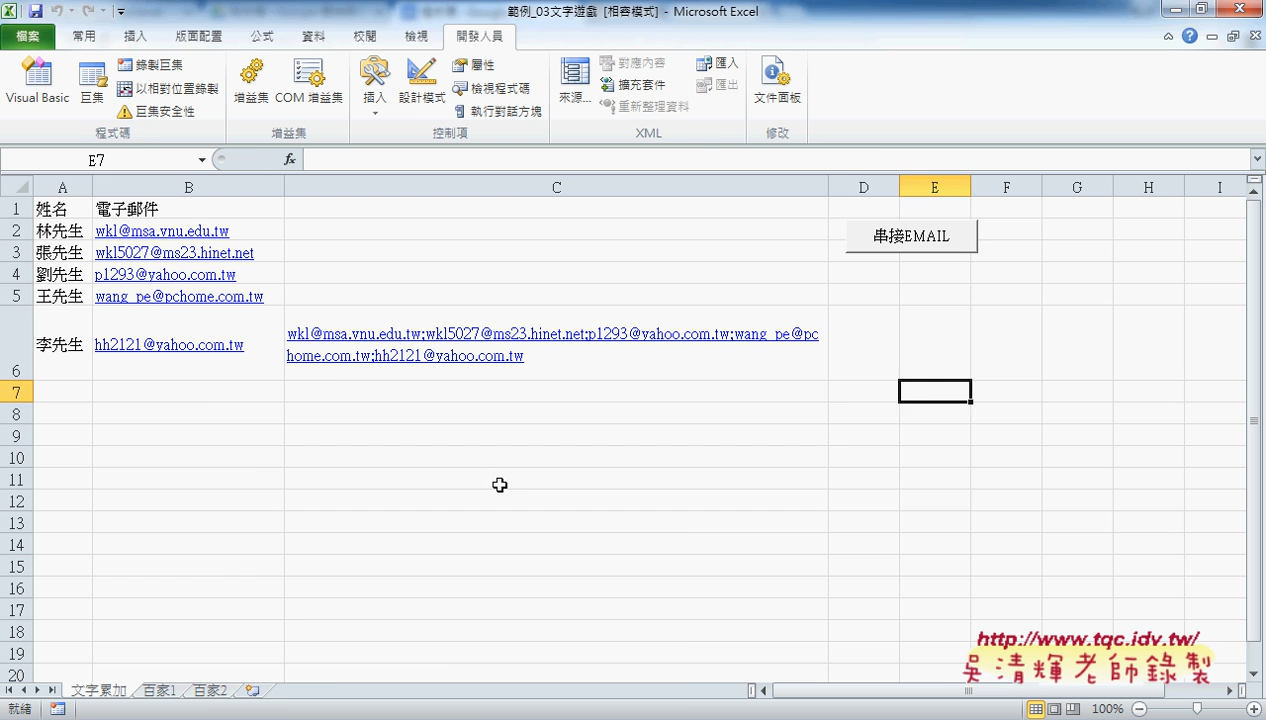 範例_03文字遊戲 [相容模式] - Microsoft Excel
檔案 常用 插入 版面配置 公式 資料 校閱 檢視 開發人員
Visual Basic 巨集 錄製巨集 以相對位置錄製 巨集安全性
增益集 COM 增益集
插入 設計模式 屬性 檢視程式碼 執行對話方塊
來源... 對應內容 擴充套件 重新整理資料 匯入 匯出
文件面板
程式碼 增益集 控制項 XML 修改
E7 fx
A B C D E F G H I
1 姓名 電子郵件
2 林先生 wkl@msa.vnu.edu.tw
串接EMAIL
3 張先生 wkl5027@ms23.hinet.net
4 劉先生 p1293@yahoo.com.tw
5 王先生 wang_pe@pchome.com.tw
wkl@msa.vnu.edu.tw;wkl5027@ms23.hinet.net;p1293@yahoo.com.tw;wang_pe@pc
6 李先生 hh2121@yahoo.com.tw
home.com.tw;hh2121@yahoo.com.tw
7
8
9
10
11
12
13
14
15
16
17
18
19
20
http://www.tqc.idv.tw/
吳清輝老師錄製
文字累加 百家1 百家2
就緒 100%